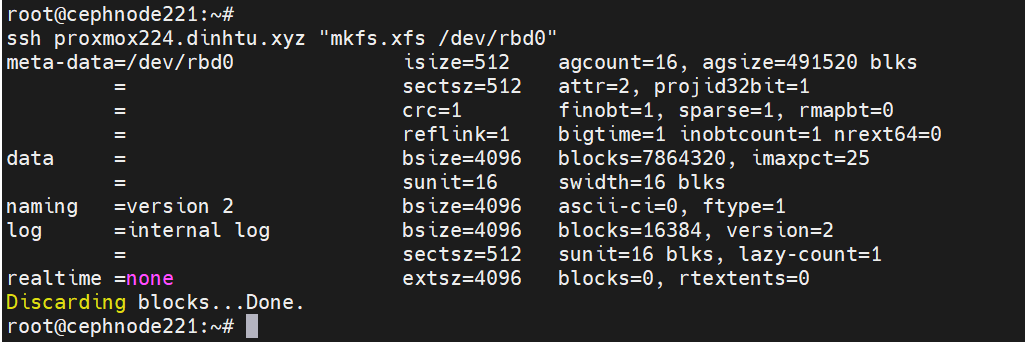 root@cephnode221:~#
ssh proxmox224.dinhtu.xyz "mkfs.xfs /dev/rbd0"
meta-data=/dev/rbd0              isize=512    agcount=16, agsize=491520 blks
         =                       sectsz=512   attr=2, projid32bit=1
         =                       crc=1        finobt=1, sparse=1, rmapbt=0
         =                       reflink=1    bigtime=1 inobtcount=1 nrext64=0
data     =                       bsize=4096   blocks=7864320, imaxpct=25
         =                       sunit=16     swidth=16 blks
naming   =version 2              bsize=4096   ascii-ci=0, ftype=1
log      =internal log           bsize=4096   blocks=16384, version=2
         =                       sectsz=512   sunit=16 blks, lazy-count=1
realtime =none                   extsz=4096   blocks=0, rtextents=0
Discarding blocks...Done.
root@cephnode221:~#